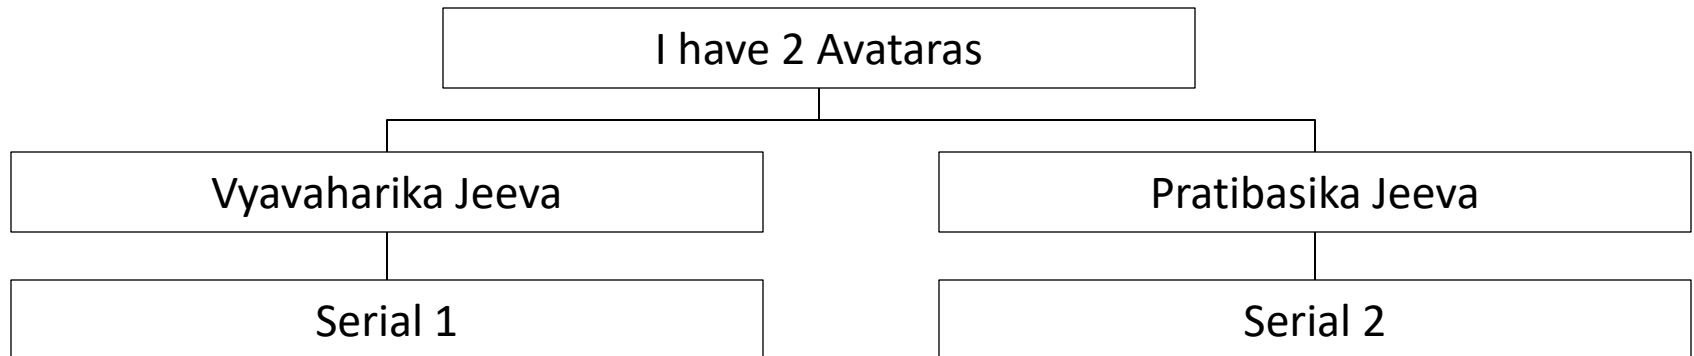 I have 2 Avataras
Vyavaharika Jeeva
Pratibasika Jeeva
Serial 1
Serial 2